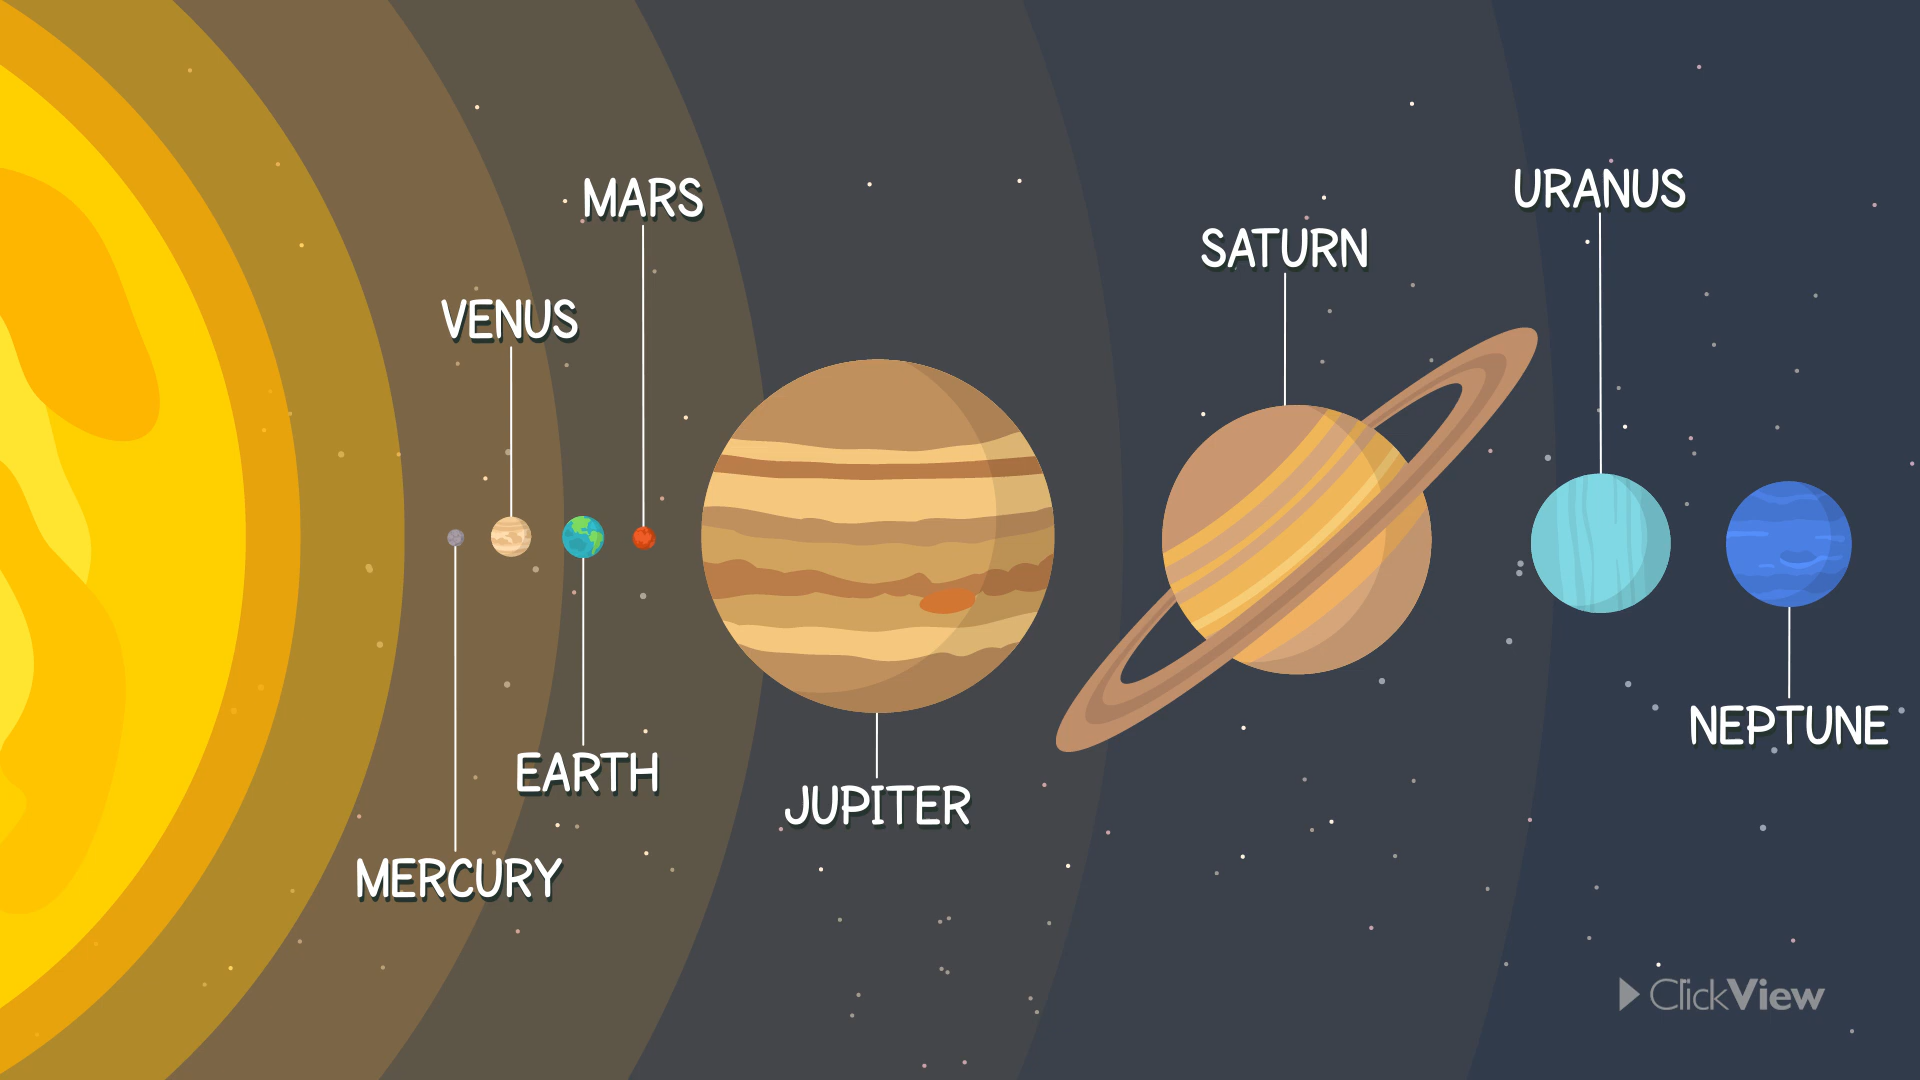 MARS
URANUS
SATURN
VENUS
NEPTUNE
EARTH
JUPITER
MERCURY
ClickView